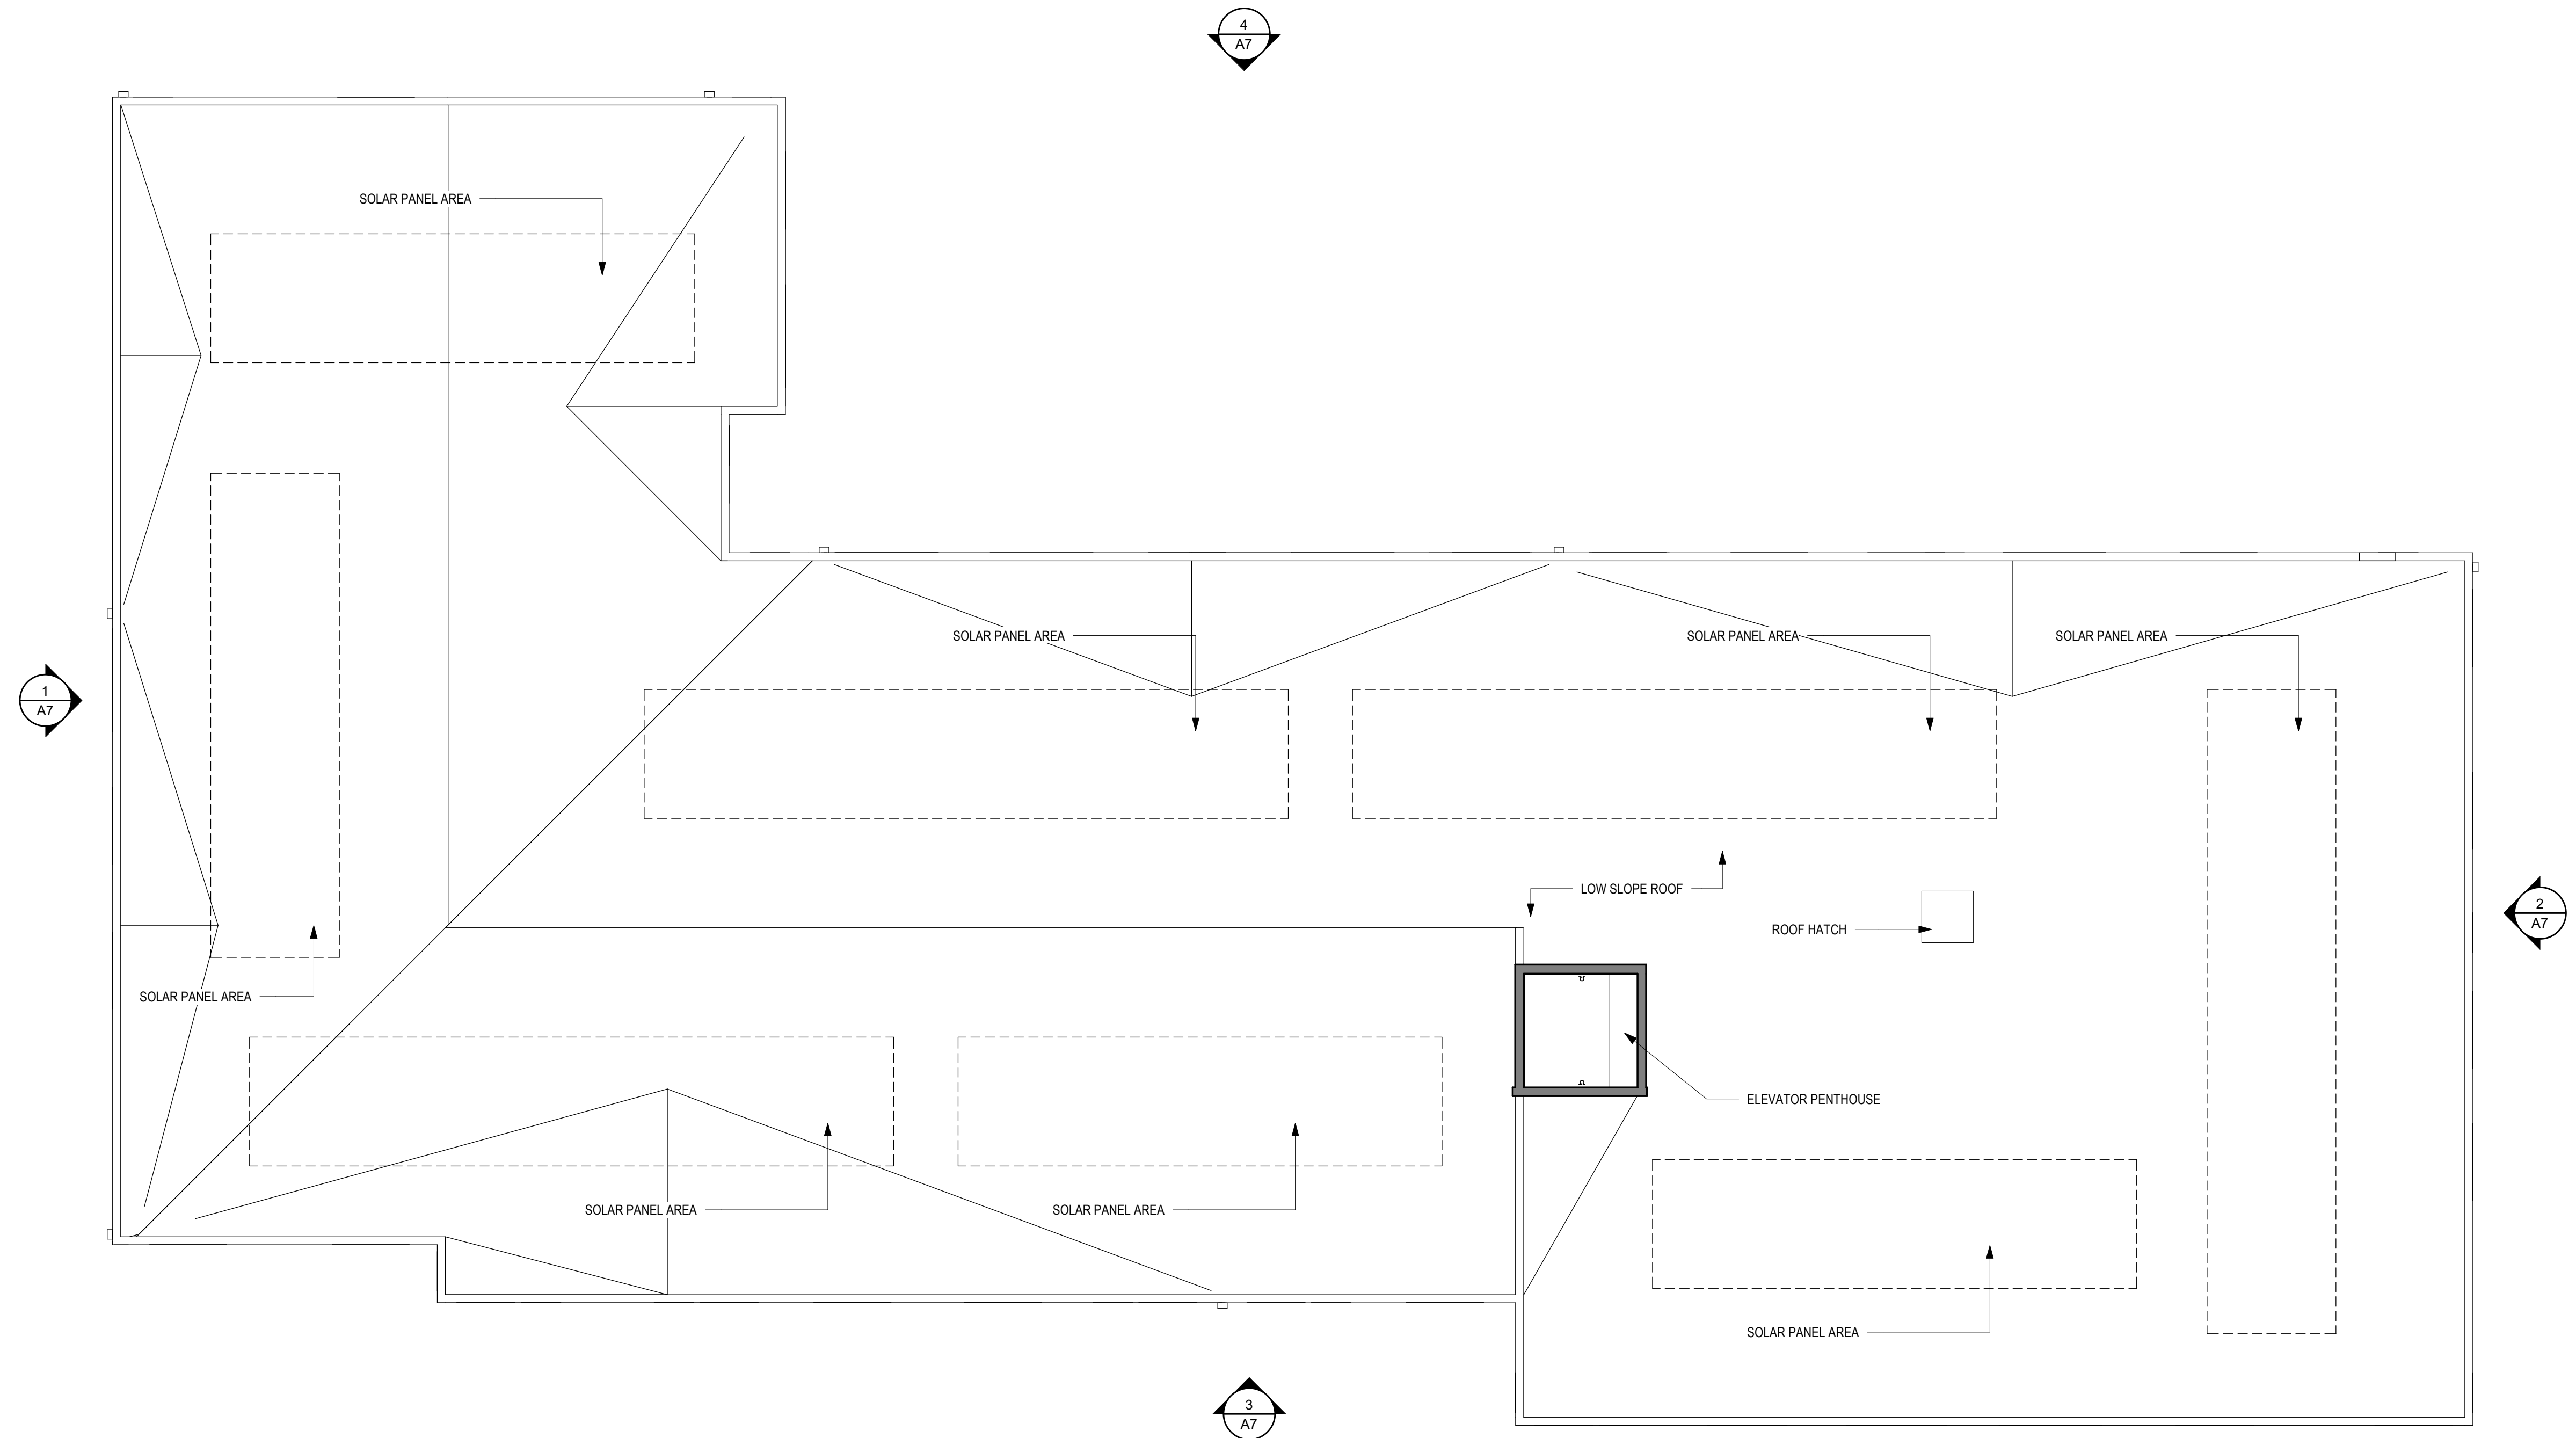 4
A7
SOLAR PANEL AREA
SOLAR PANEL AREA
SOLAR PANEL AREA
SOLAR PANEL AREA
1
A7
LOW SLOPE ROOF
2
A7
ROOF HATCH
SOLAR PANEL AREA
ELEVATOR PENTHOUSE
SOLAR PANEL AREA
SOLAR PANEL AREA
SOLAR PANEL AREA
3
A7